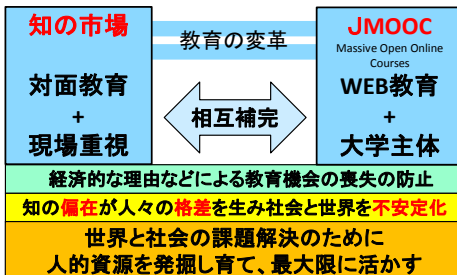 知の市場
対面教育
+
現場重視
教育の変革
相互補完
JMOOC
Massive Open Online
Courses
WEB教育
+
大学主体
経済的な理由などによる教育機会の喪失の防止
知の偏在が人々の格差を生み社会と世界を不安定化
世界と社会の課題解決のために
人的資源を発掘し育て、最大限に活かす